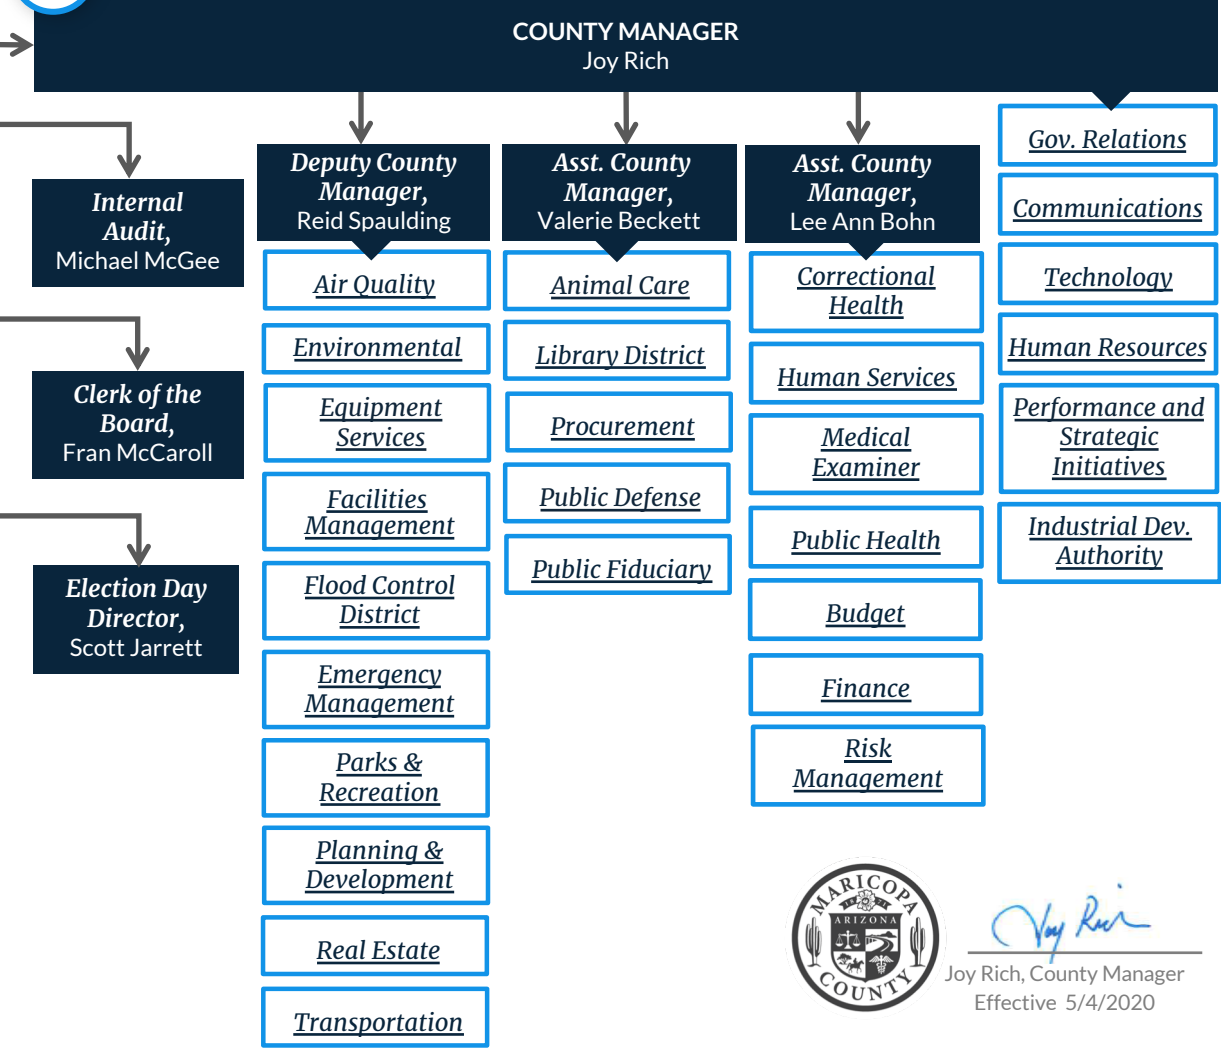 COUNTY MANAGER
Joy Rich
Internal
Audit,
Michael McGee
Clerk of the
Board,
Fran McCaroll
Election Day
Director,
Scott Jarrett
Deputy County
Manager,
Reid Spaulding
Air Quality
Environmental
Equipment
Services
Facilities
Management
Flood Control
District
Emergency
Management
Parks &
Recreation
Planning &
Development
Real Estate
Transportation
Asst. County
Manager,
Valerie Beckett
Animal Care
Library District
Procurement
Public Defense
Public Fiduciary
Asst. County
Manager,
Lee Ann Bohn
Correctional
Health
Human Services
Medical
Examiner
Public Health
Budget
Finance
Risk
Management
Gov. Relations
Communications
Technology
Human Resources
Performance and
Strategic
Initiatives
Industrial Dev.
Authority
MARICOPA
1871
ARIZONA
COUNTY
Joy Rich
Joy Rich, County Manager
Effective 5/4/2020